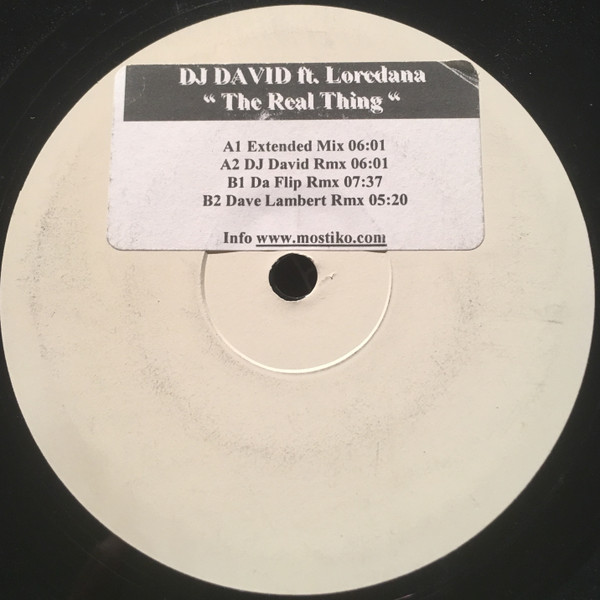 DJ DAVID ft. Loredana
“ The Real Thing “
A1 Extended Mix 06:01
A2 DJ David Rmx 06:01
B1 Da Flip Rmx 07:37
B2 Dave Lambert Rmx 05:20
Info www.mostiko.com